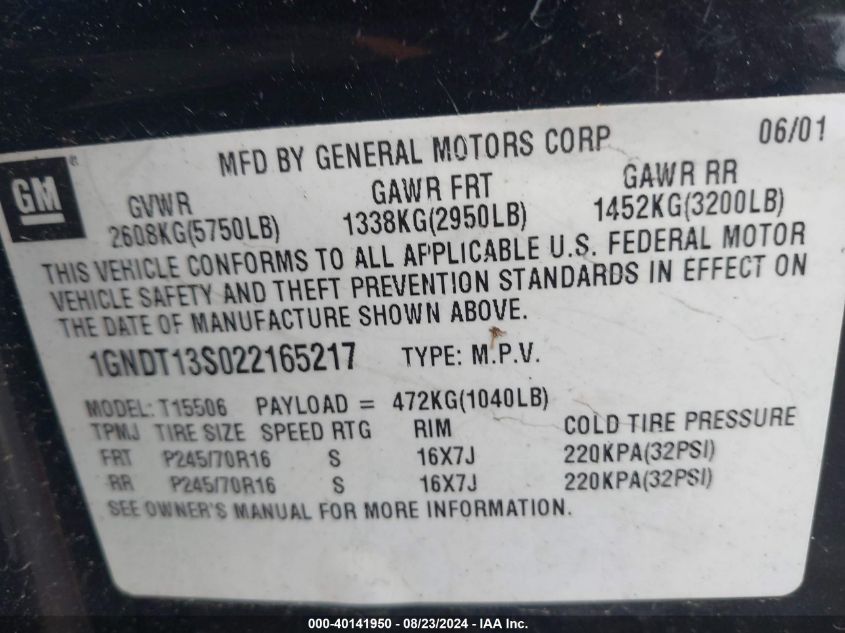 06/01
MFD BY GENERAL MOTORS CORP
GM
GVWR GAWR FRT GAWR RR
2608KG(5750LB) 1338KG(2950LB) 1452KG(3200LB)
THIS VEHICLE CONFORMS TO ALL APPLICABLE U.S. FEDERAL MOTOR
VEHICLE SAFETY AND THEFT PREVENTION STANDARDS IN EFFECT ON
THE DATE OF MANUFACTURE SHOWN ABOVE.
1GNDT13S022165217 TYPE: M.P.V.
MODEL: T15506 PAYLOAD = 472KG(1040LB)
TPMJ TIRE SIZE SPEED RTG RIM COLD TIRE PRESSURE
FRT P245/70R16 S 16X7J 220KPA(32PSI)
RR P245/70R16 S 16X7J 220KPA(32PSI)
SEE OWNER'S MANUAL FOR MORE INFORMATION.
000-40141950 - 08/23/2024 - IAA Inc.